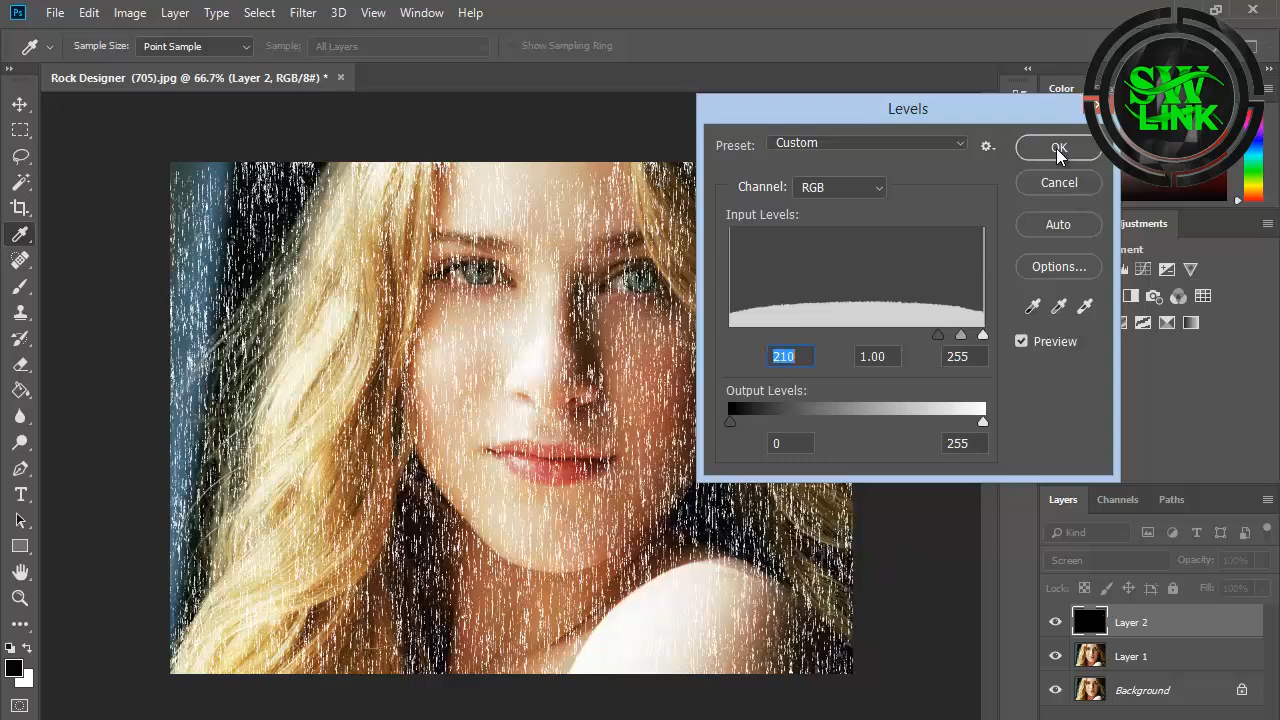 Ps File Edit Image Layer Type Select Filter 3D View Window Help
Sample Size: Point Sample Sample: All Layers Show Sampling Ring
Rock Designer (705).jpg @ 66.7% (Layer 2, RGB/8#) *
Color
SW LINK
Levels
Preset: Custom
OK
Channel: RGB
Cancel
Input Levels:
Auto
Options...
Preview
210 1.00 255
Output Levels:
0 255
djustments
ment
Layers Channels Paths
Kind
Screen Opacity: 100%
Lock: Fill: 100%
Layer 2
Layer 1
Background